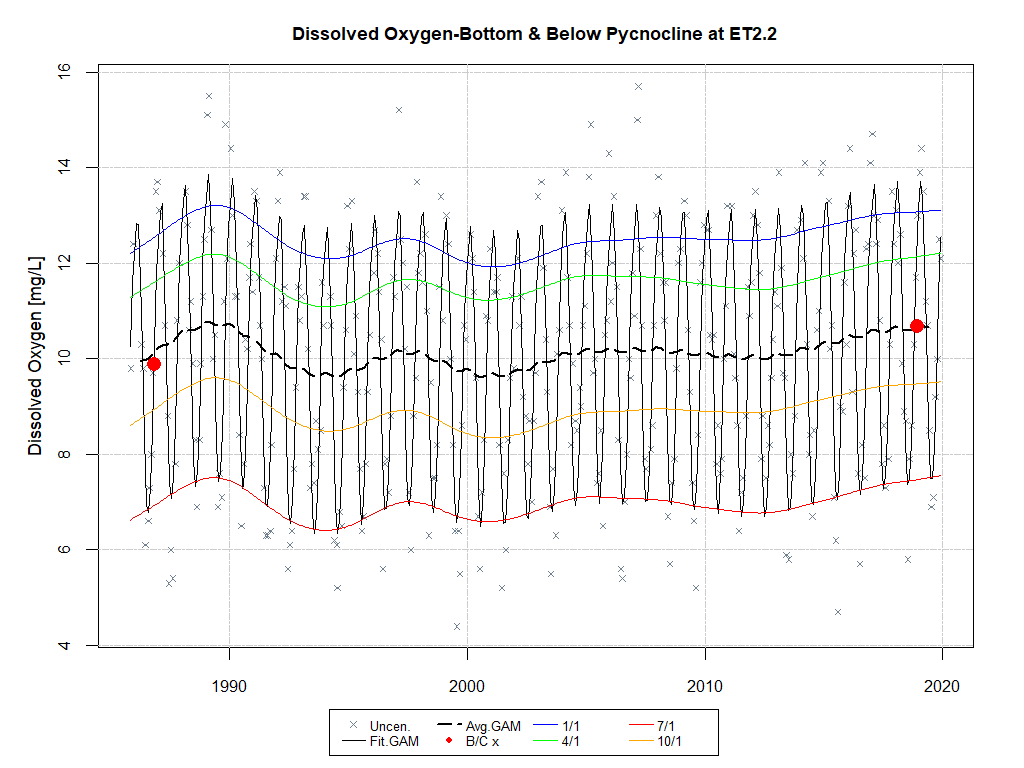 Dissolved Oxygen-Bottom & Below Pycnocline at ET2.2
16
14
12
10
8
6
4
Dissolved Oxygen [mg/L]
1990 2000 2010 2020
Uncen. Avg.GAM 1/1 7/1
Fit.GAM B/C x 4/1 10/1